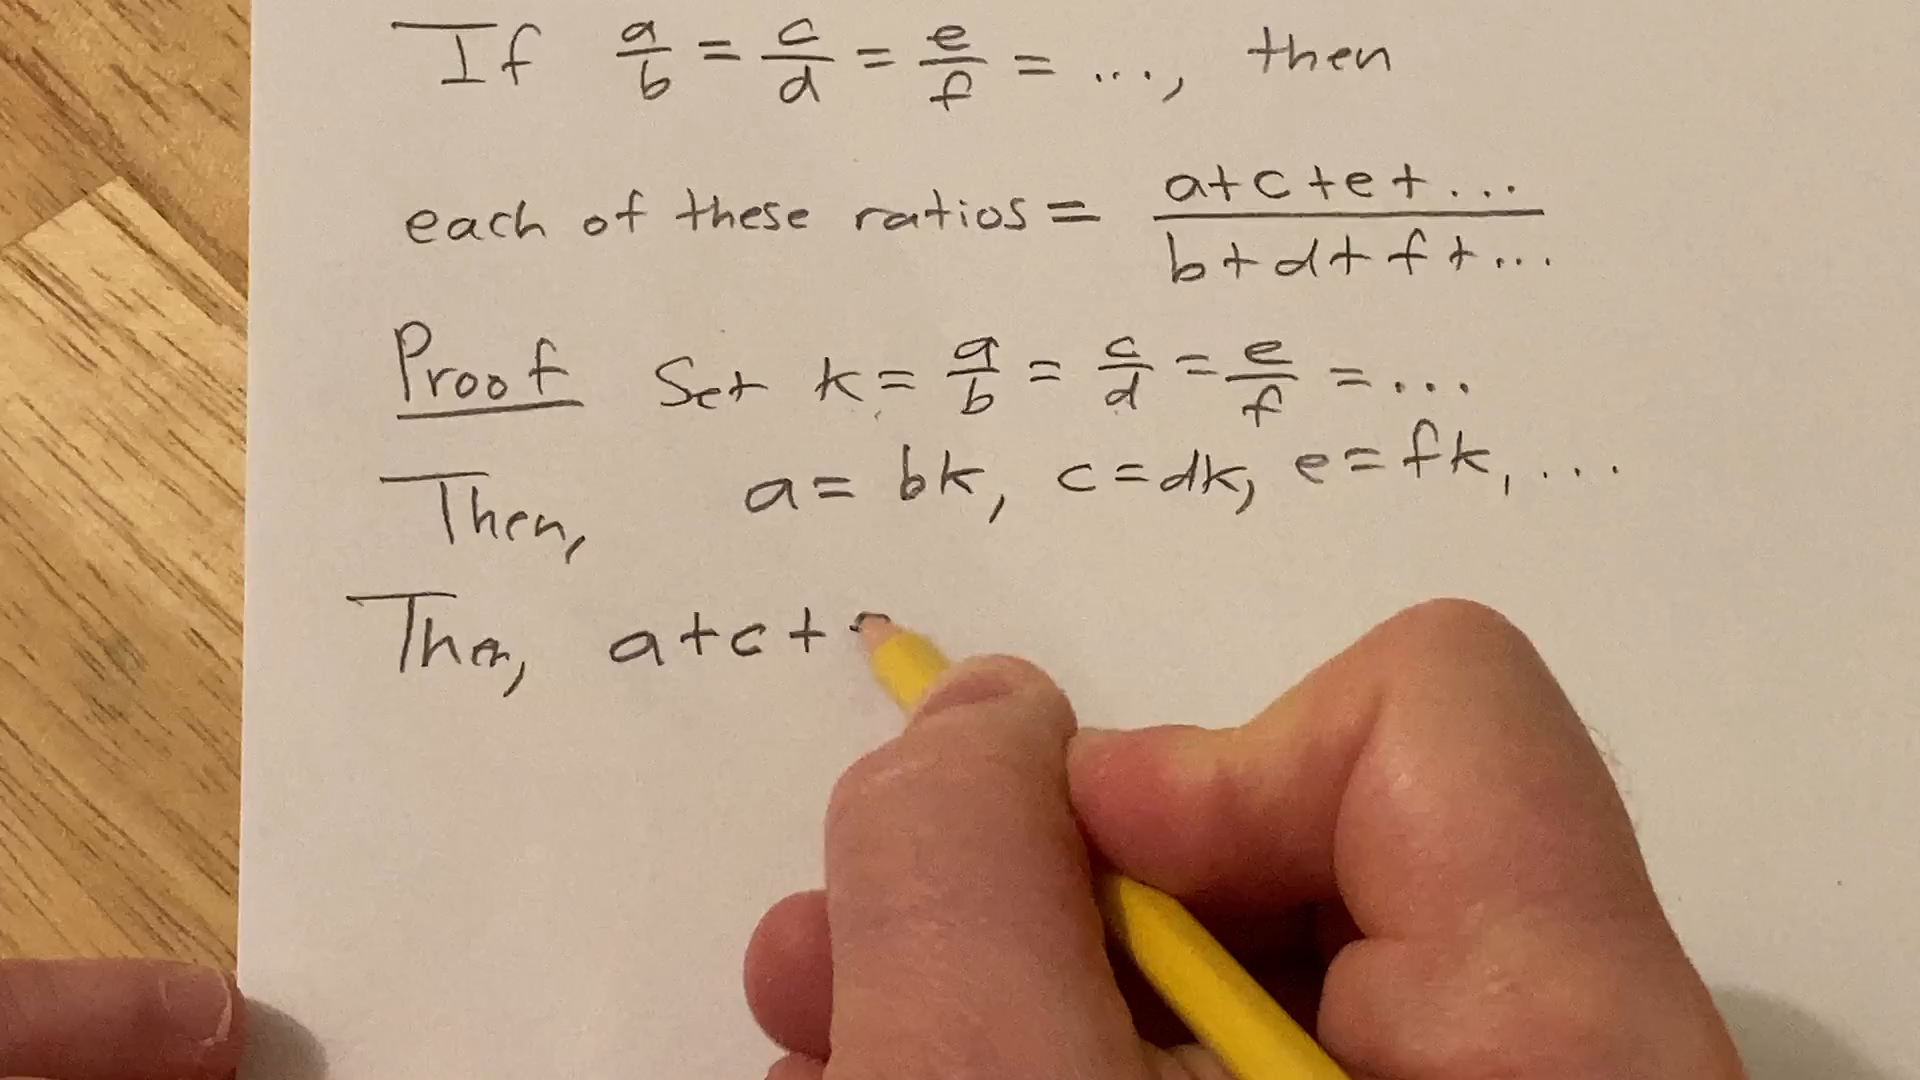 If a/b = c/d = e/f = ..., then
each of these ratios = a+c+e+... / b+d+f+...
Proof Set k = a/b = c/d = e/f = ...
Then, a = bk, c = dk, e = fk, ...
Then, a+c+